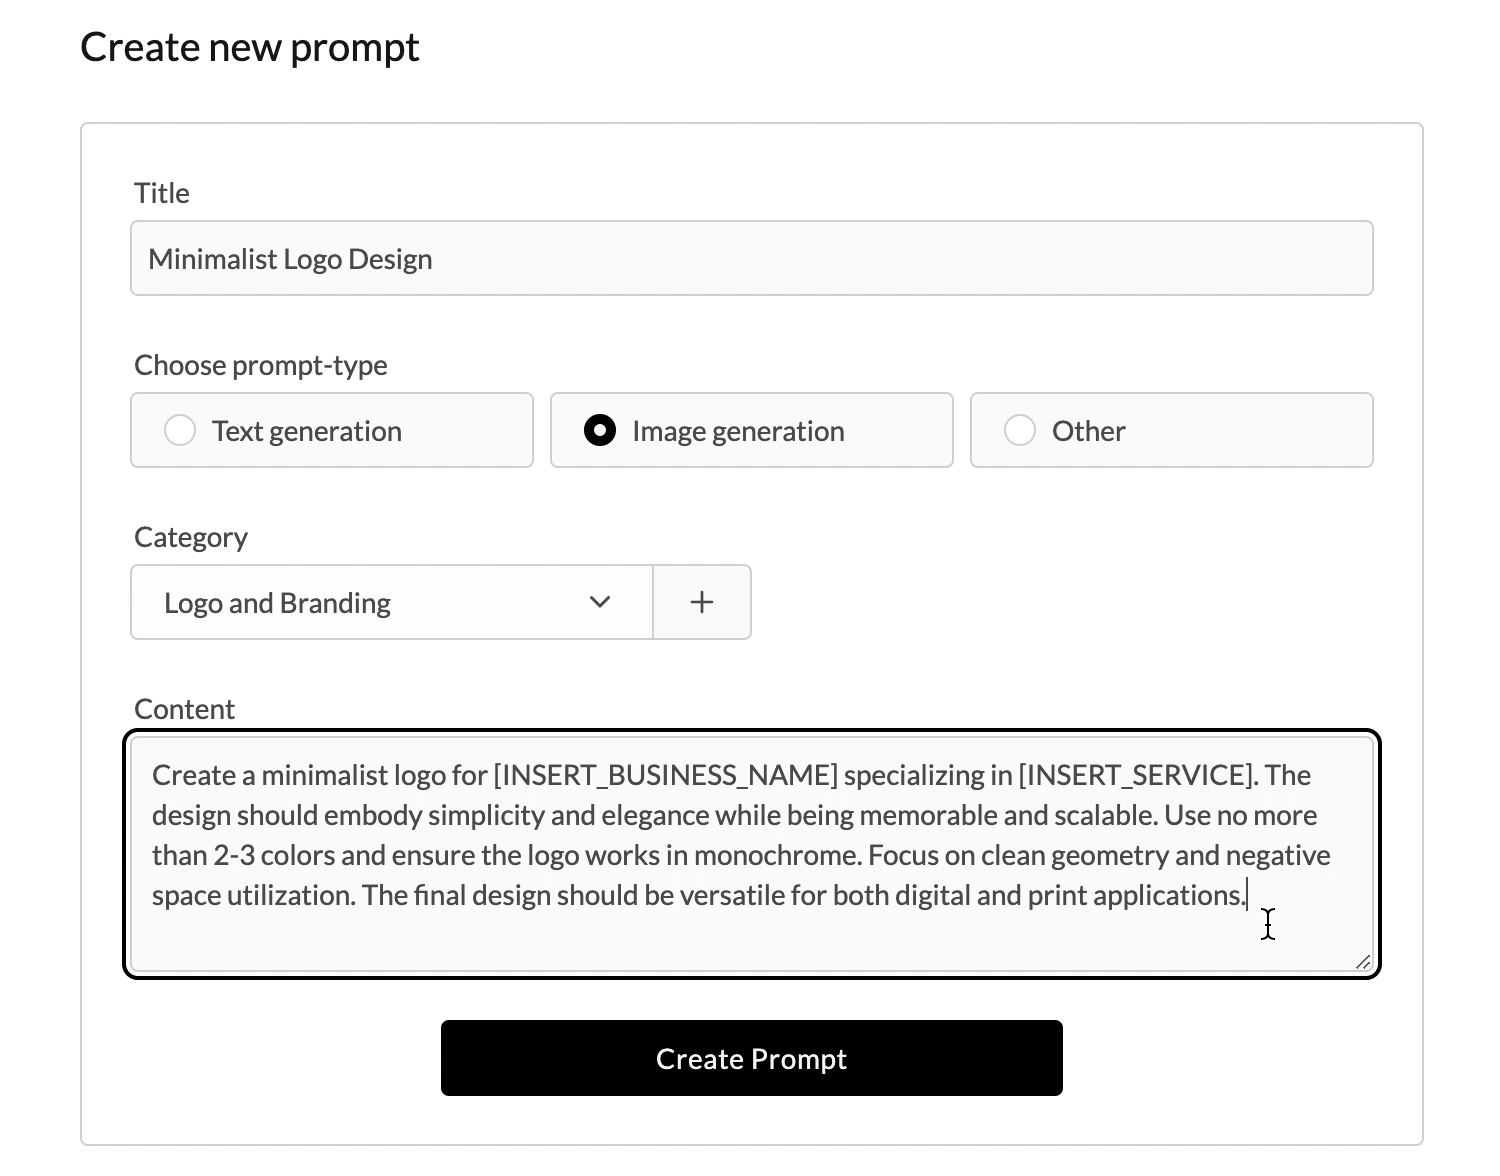 Create new prompt
Title
Minimalist Logo Design
Choose prompt-type
Text generation
Image generation
Other
Category
Logo and Branding
Content
Create a minimalist logo for [INSERT_BUSINESS_NAME] specializing in [INSERT_SERVICE]. The
design should embody simplicity and elegance while being memorable and scalable. Use no more
than 2-3 colors and ensure the logo works in monochrome. Focus on clean geometry and negative
space utilization. The final design should be versatile for both digital and print applications.
Create Prompt